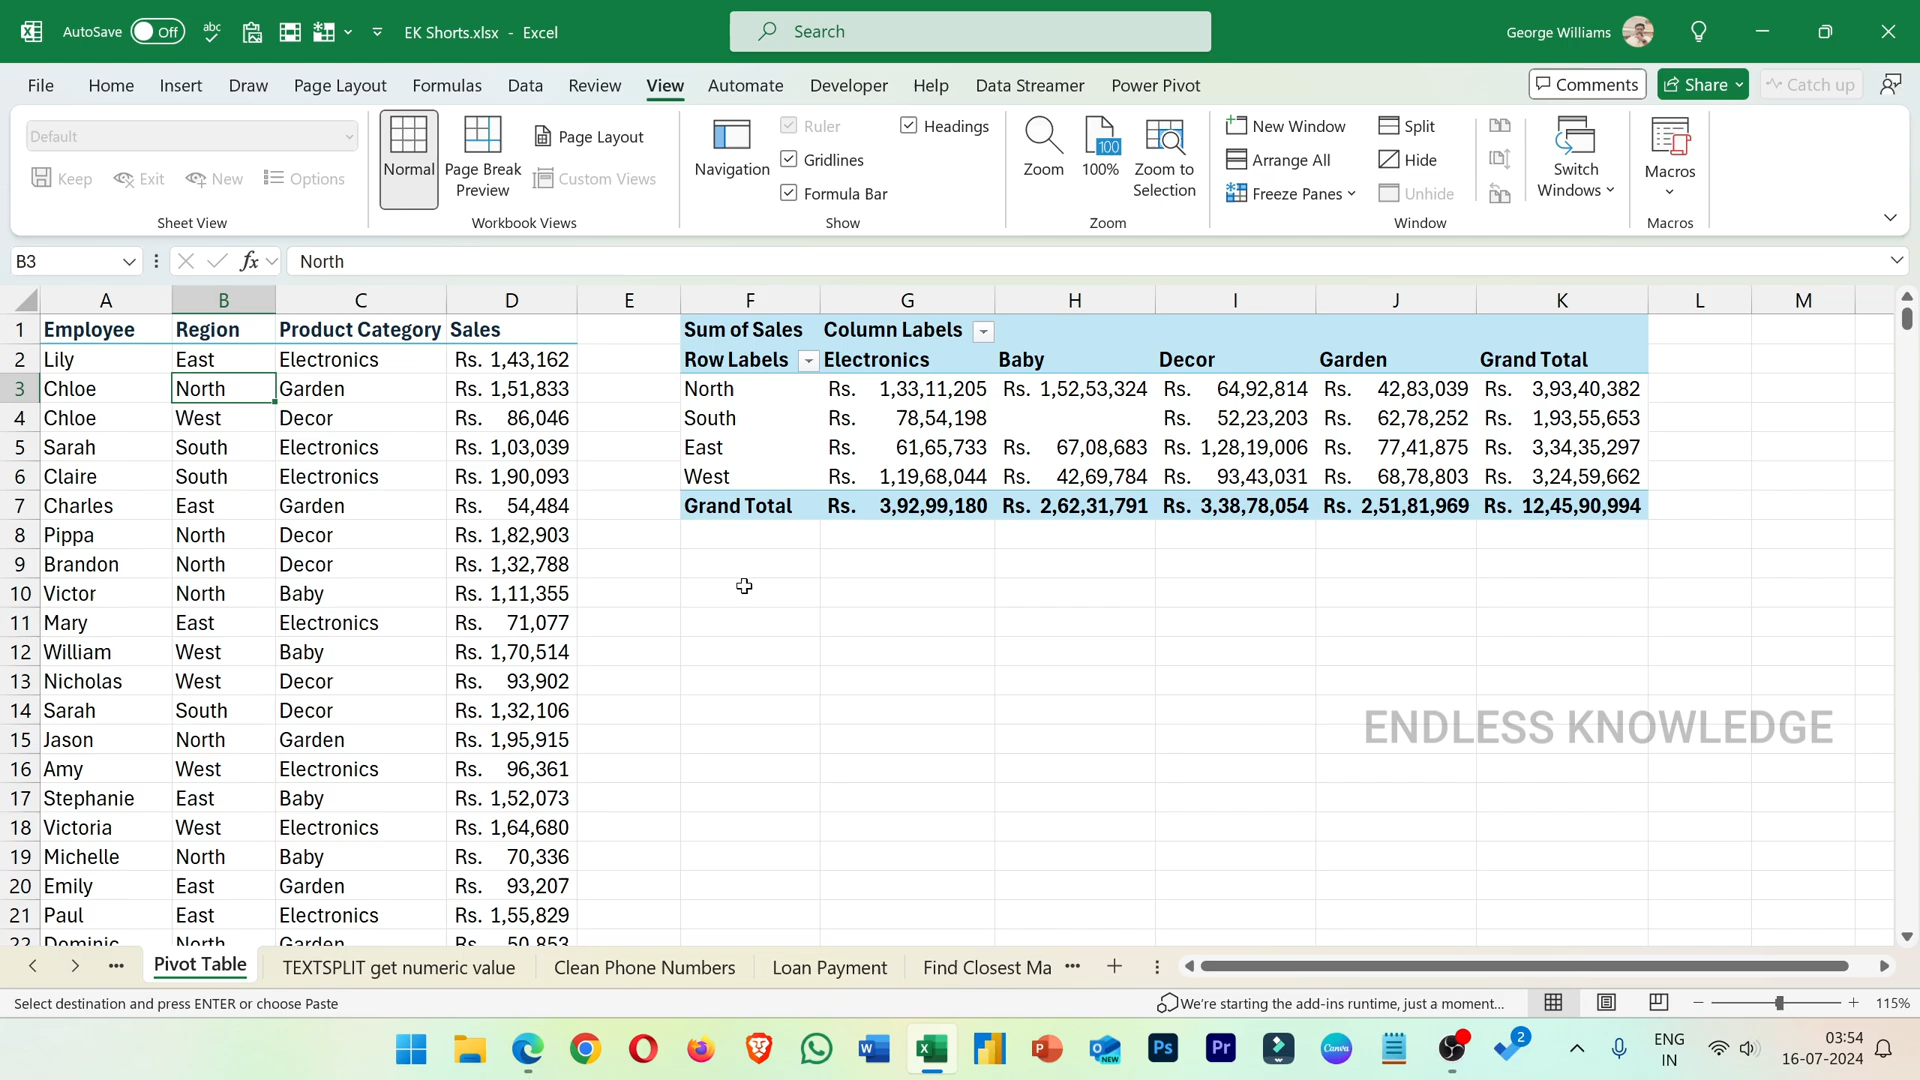 AutoSave Off EK Shorts.xlsx - Excel Search George Williams
File Home Insert Draw Page Layout Formulas Data Review View Automate Developer Help Data Streamer Power Pivot Comments Share Catch up
Default
Keep Exit New Options
Sheet View
Normal
Page Break Preview
Page Layout
Custom Views
Workbook Views
Navigation
Ruler
Gridlines
Formula Bar
Headings
Show
Zoom
100
100%
Zoom to Selection
Zoom
New Window
Arrange All
Freeze Panes
Split
Hide
Unhide
Switch Windows
Window
Macros
Macros
B3 fx North
A B C D E F G H I J K L M
1 Employee Region Product Category Sales Sum of Sales Column Labels
2 Lily East Electronics Rs. 1,43,162 Row Labels Electronics Baby Decor Garden Grand Total
3 Chloe North Garden Rs. 1,51,833 North Rs. 1,33,11,205 Rs. 1,52,53,324 Rs. 64,92,814 Rs. 42,83,039 Rs. 3,93,40,382
4 Chloe West Decor Rs. 86,046 South Rs. 78,54,198 Rs. 52,23,203 Rs. 62,78,252 Rs. 1,93,55,653
5 Sarah South Electronics Rs. 1,03,039 East Rs. 61,65,733 Rs. 67,08,683 Rs. 1,28,19,006 Rs. 77,41,875 Rs. 3,34,35,297
6 Claire South Electronics Rs. 1,90,093 West Rs. 1,19,68,044 Rs. 42,69,784 Rs. 93,43,031 Rs. 68,78,803 Rs. 3,24,59,662
7 Charles East Garden Rs. 54,484 Grand Total Rs. 3,92,99,180 Rs. 2,62,31,791 Rs. 3,38,78,054 Rs. 2,51,81,969 Rs. 12,45,90,994
8 Pippa North Decor Rs. 1,82,903
9 Brandon North Decor Rs. 1,32,788
10 Victor North Baby Rs. 1,11,355
11 Mary East Electronics Rs. 71,077
12 William West Baby Rs. 1,70,514
13 Nicholas West Decor Rs. 93,902
14 Sarah South Decor Rs. 1,32,106
ENDLESS KNOWLEDGE
15 Jason North Garden Rs. 1,95,915
16 Amy West Electronics Rs. 96,361
17 Stephanie East Baby Rs. 1,52,073
18 Victoria West Electronics Rs. 1,64,680
19 Michelle North Baby Rs. 70,336
20 Emily East Garden Rs. 93,207
21 Paul East Electronics Rs. 1,55,829
22 Dominic North Garden Rs. 50,853
Pivot Table TEXTSPLIT get numeric value Clean Phone Numbers Loan Payment Find Closest Ma
Select destination and press ENTER or choose Paste We're starting the add-ins runtime, just a moment... 115%
ENG
IN
03:54
16-07-2024
2
W P NEW Ps Pr Canva
abc